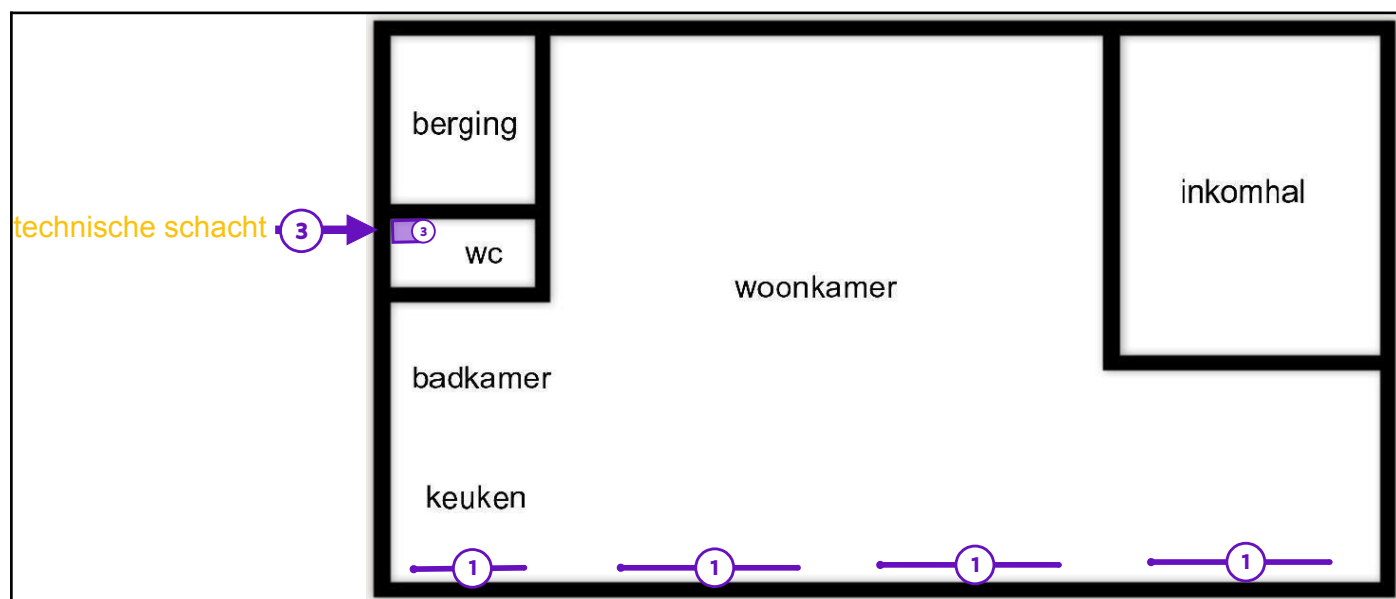 berging
inkomhal
technische schacht 3
3
wc
woonkamer
badkamer
keuken
1
1
1
1